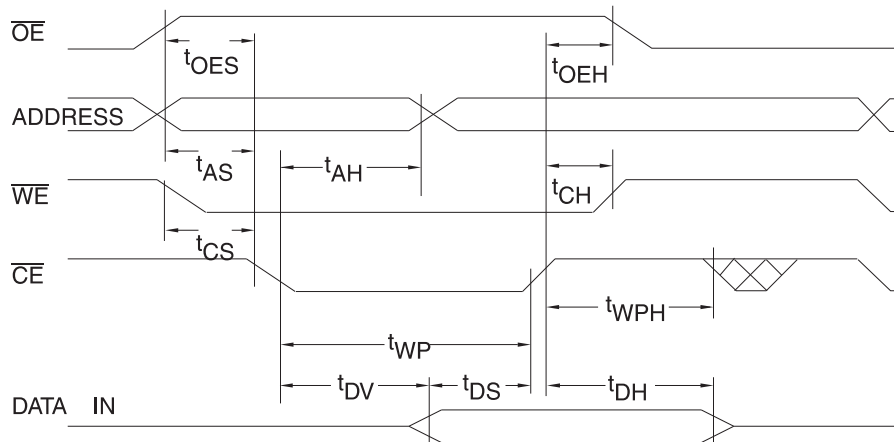 OE
tOES
tOEH
ADDRESS
tAS
tAH
tCH
WE
tCS
CE
tWPH
tWP
tDV
tDS
tDH
DATA IN